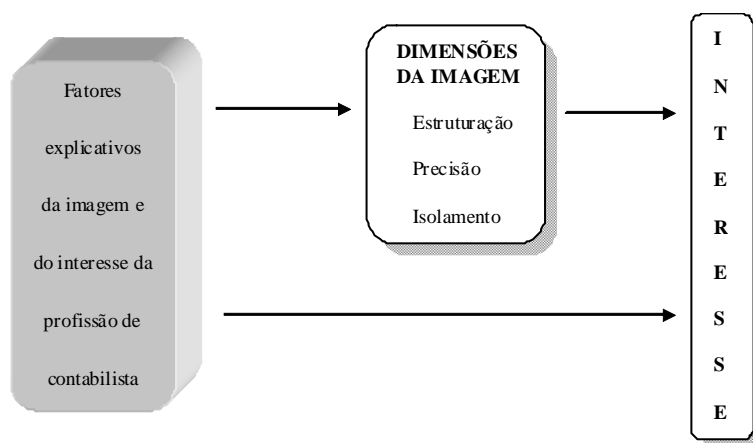 Fatores
explicativos
da imagem e
do interesse da
profissão de
contabilista
DIMENSÕES
DA IMAGEM
Estruturação
Precisão
Isolamento
I
N
T
E
R
E
S
S
E